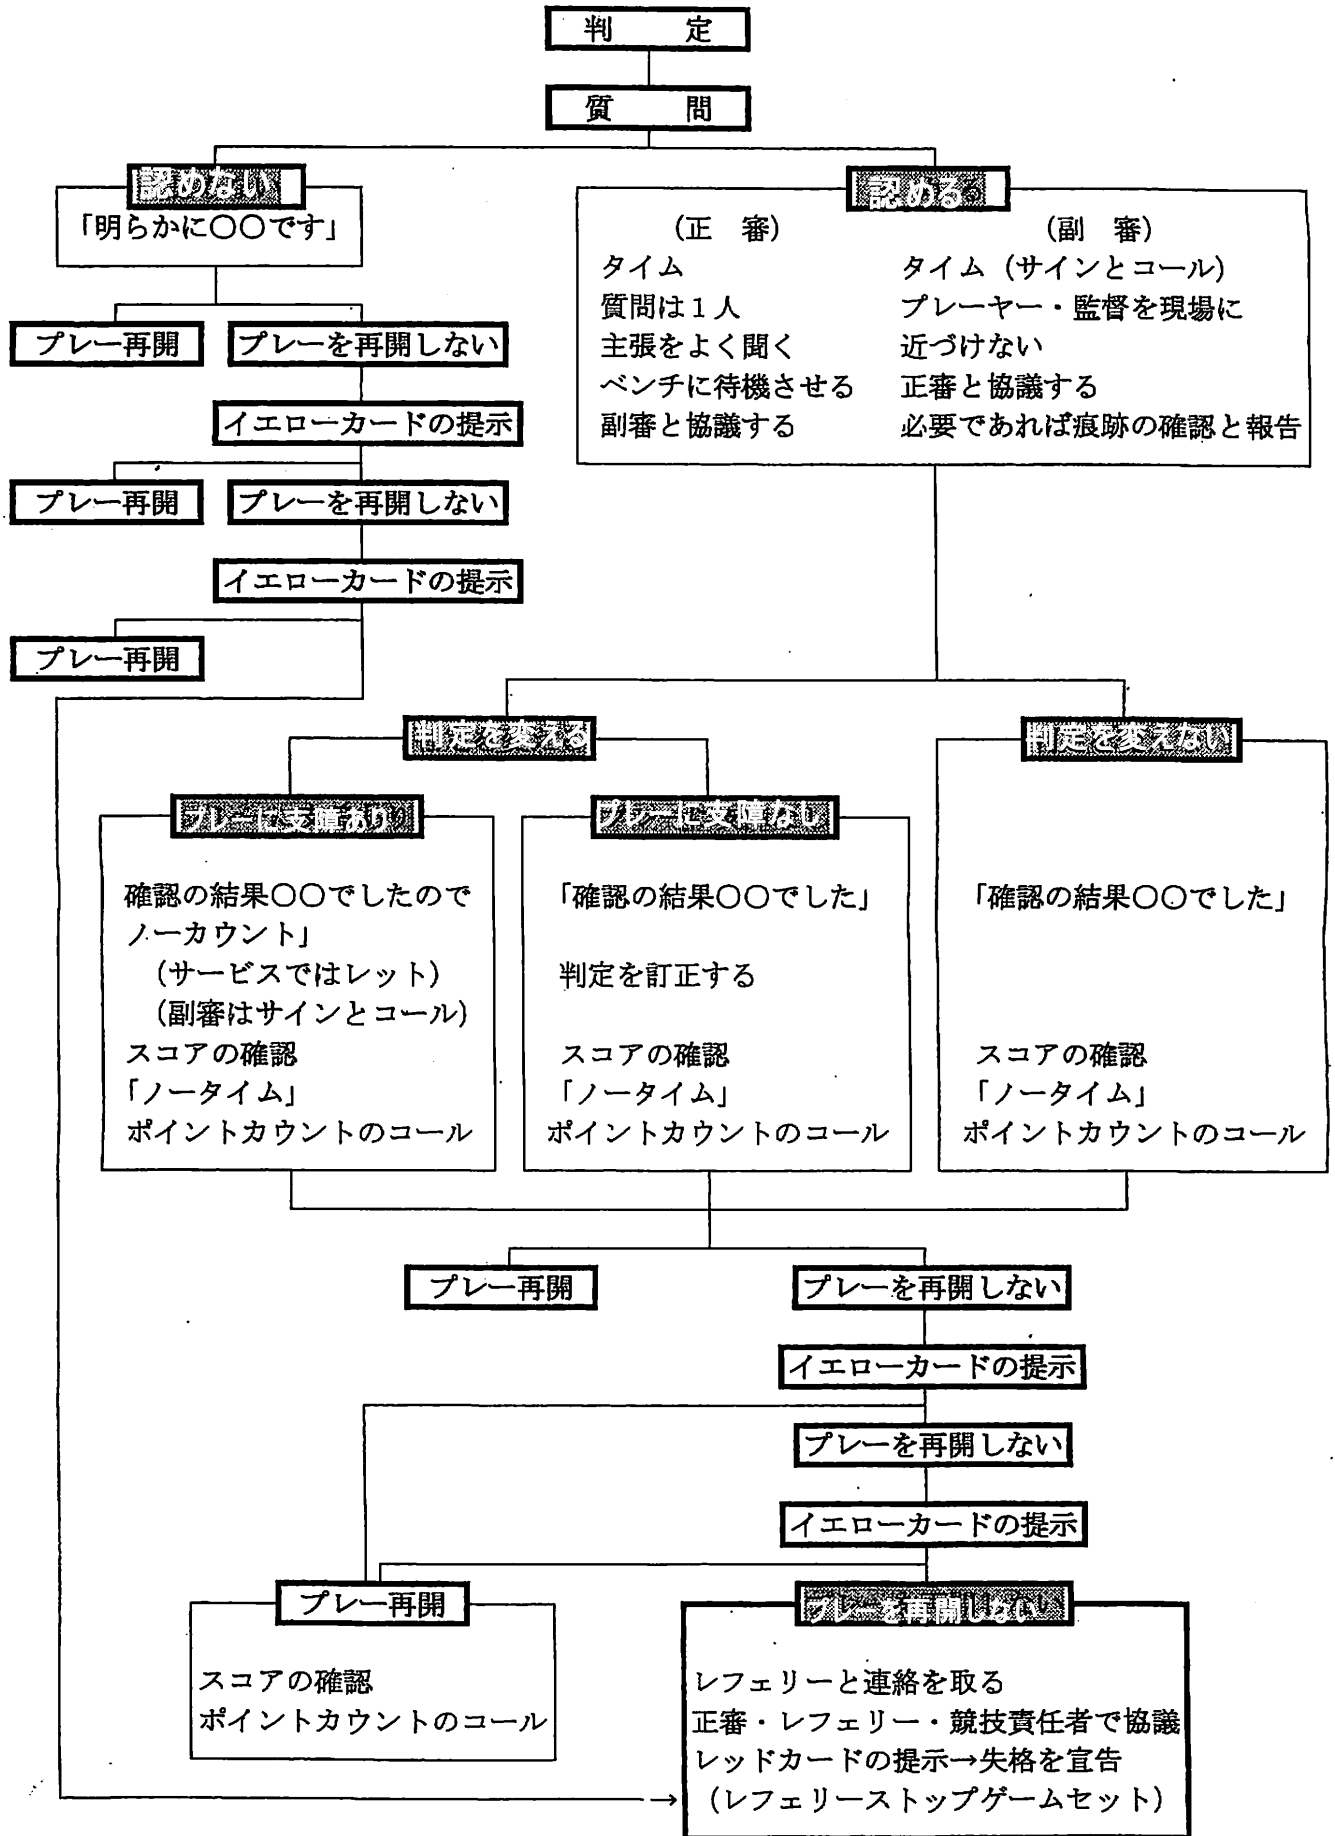 判　　定
質　　問
認めない
「明らかに〇〇です」
プレー再開
プレーを再開しない
イエローカードの提示
プレー再開
プレーを再開しない
イエローカードの提示
プレー再開
認める
（正　審）
タイム
質問は１人
主張をよく聞く
ベンチに待機させる
副審と協議する
（副　審）
タイム（サインとコール）
プレーヤー・監督を現場に
近づけない
正審と協議する
必要であれば痕跡の確認と報告
判定を変える
判定を変えない
プレーに支障あり
確認の結果〇〇でしたので
ノーカウント」
（サービスではレット）
（副審はサインとコール）
スコアの確認
「ノータイム」
ポイントカウントのコール
プレーに支障なし
「確認の結果〇〇でした」
判定を訂正する
スコアの確認
「ノータイム」
ポイントカウントのコール
「確認の結果〇〇でした」
スコアの確認
「ノータイム」
ポイントカウントのコール
プレー再開
プレーを再開しない
イエローカードの提示
プレーを再開しない
イエローカードの提示
プレー再開
スコアの確認
ポイントカウントのコール
プレーを再開しない
レフェリーと連絡を取る
正審・レフェリー・競技責任者で協議
レッドカードの提示→失格を宣告
（レフェリーストップゲームセット）